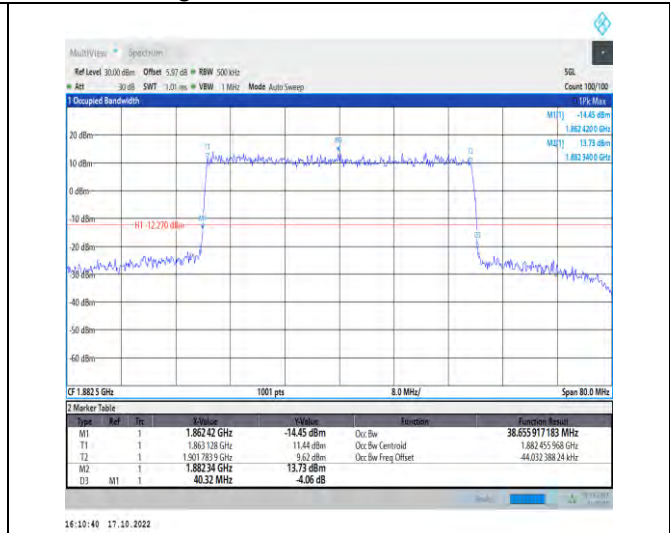 MultiView Spectrum
Ref Level 30.00 dBm Offset 5.97 dB RBW 500 kHz SGL
Att 30 dB SWT 1.01 ms VBW 1 MHz Mode Auto Sweep Count 100/100
1 Occupied Bandwidth 1Pk Max
M1[1] -14.45 dBm
1.862 420 0 GHz
M2[1] 13.73 dBm
1.882 340 0 GHz
20 dBm
10 dBm
0 dBm
-10 dBm
H1 -12.270 dBm
-20 dBm
-30 dBm
-40 dBm
-50 dBm
-60 dBm
T1
T2
M2
M1
D3
CF 1.882 5 GHz 1001 pts 8.0 MHz/ Span 80.0 MHz
2 Marker Table
Type Ref Trc X-Value Y-Value Function Function Result
M1 1 1.862 42 GHz -14.45 dBm Occ Bw 38.655 917 183 MHz
T1 1 1.863 128 GHz 11.44 dBm Occ Bw Centroid 1.882 455 968 GHz
T2 1 1.901 783 9 GHz 9.62 dBm Occ Bw Freq Offset -44.032 388 24 kHz
M2 1 1.882 34 GHz 13.73 dBm
D3 M1 1 40.32 MHz -4.06 dB
16:10:40 17.10.2022